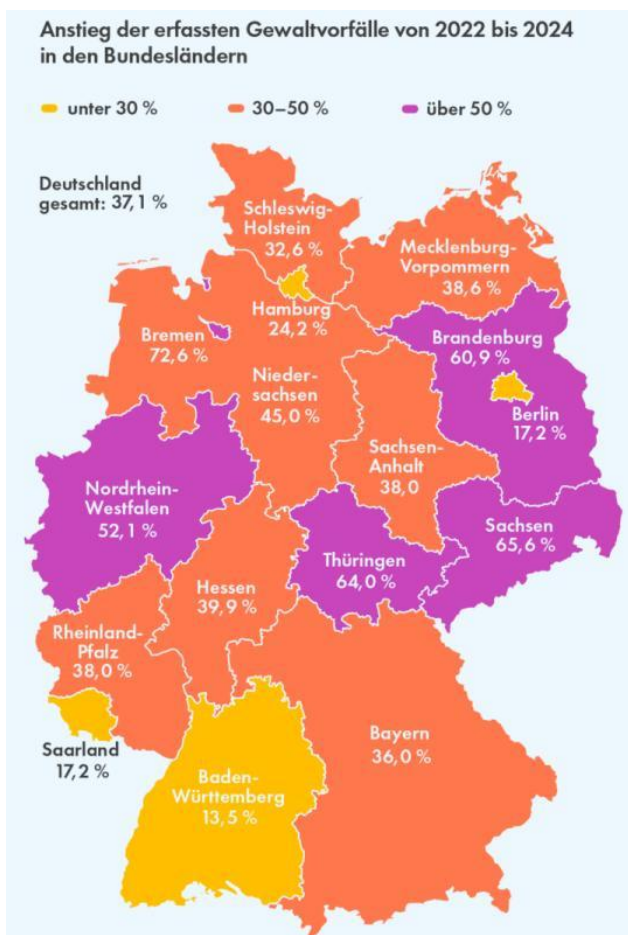 Anstieg der erfassten Gewaltvorfälle von 2022 bis 2024
in den Bundesländern
unter 30 %
30–50 %
über 50 %
Deutschland
gesamt: 37,1 %
Schleswig-
Holstein
32,6 %
Mecklenburg-
Vorpommern
38,6 %
Hamburg
24,2 %
Bremen
72,6 %
Brandenburg
60,9 %
Nieder-
sachsen
45,0 %
Berlin
17,2 %
Sachsen-
Anhalt
38,0
Nordrhein-
Westfalen
52,1 %
Sachsen
65,6 %
Thüringen
64,0 %
Hessen
39,9 %
Rheinland-
Pfalz
38,0 %
Saarland
17,2 %
Bayern
36,0 %
Baden-
Württemberg
13,5 %